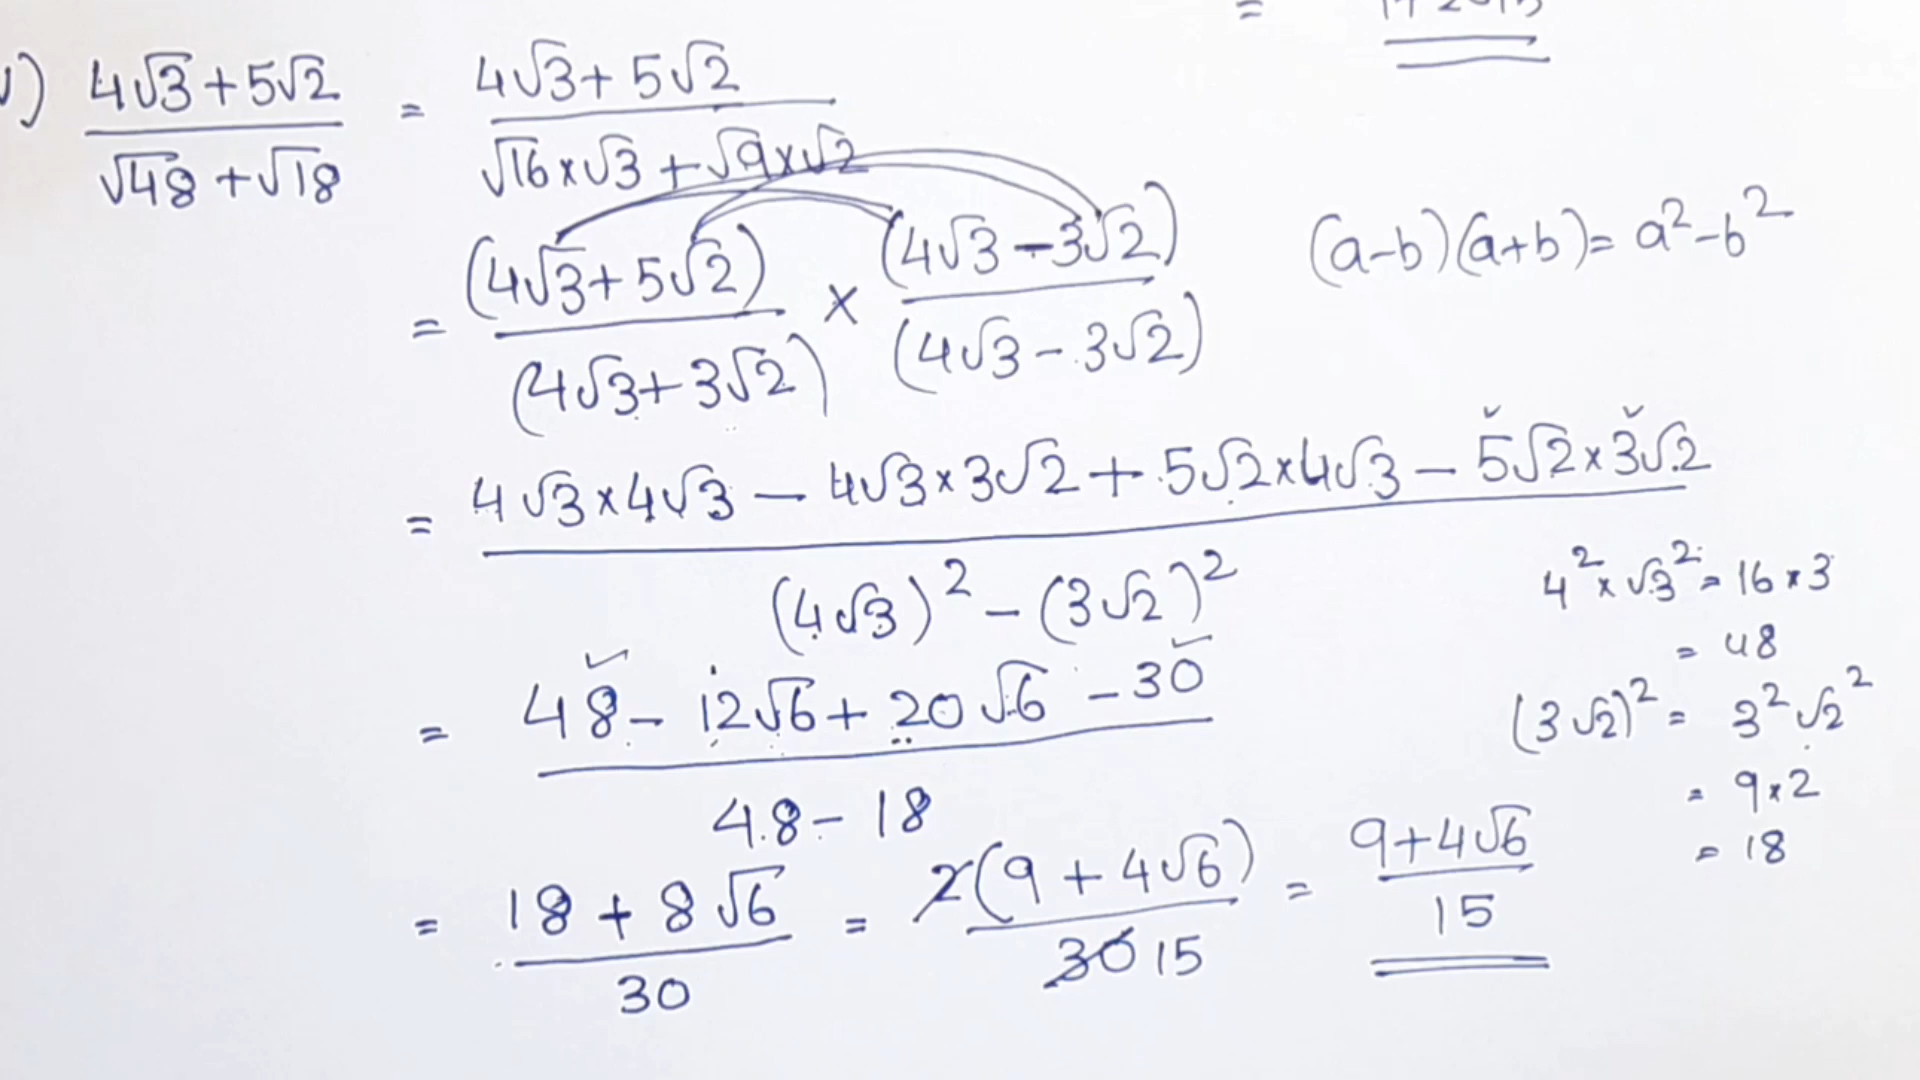 v) (4√3+5√2)/(√48+√18) = (4√3+5√2)/(√16×√3+√9×√2)
= (4√3+5√2)/(4√3+3√2) × (4√3-3√2)/(4√3-3√2)
(a-b)(a+b)= a²-b²
= (4√3×4√3 - 4√3×3√2 + 5√2×4√3 - 5√2×3√2)/((4√3)² - (3√2)²)
= (48 - 12√6 + 20√6 - 30)/(48 - 18)
= (18 + 8√6)/30 = 2(9 + 4√6)/30 15 = (9+4√6)/15
4²×√3² = 16×3
= 48
(3√2)² = 3²√2²
= 9×2
= 18